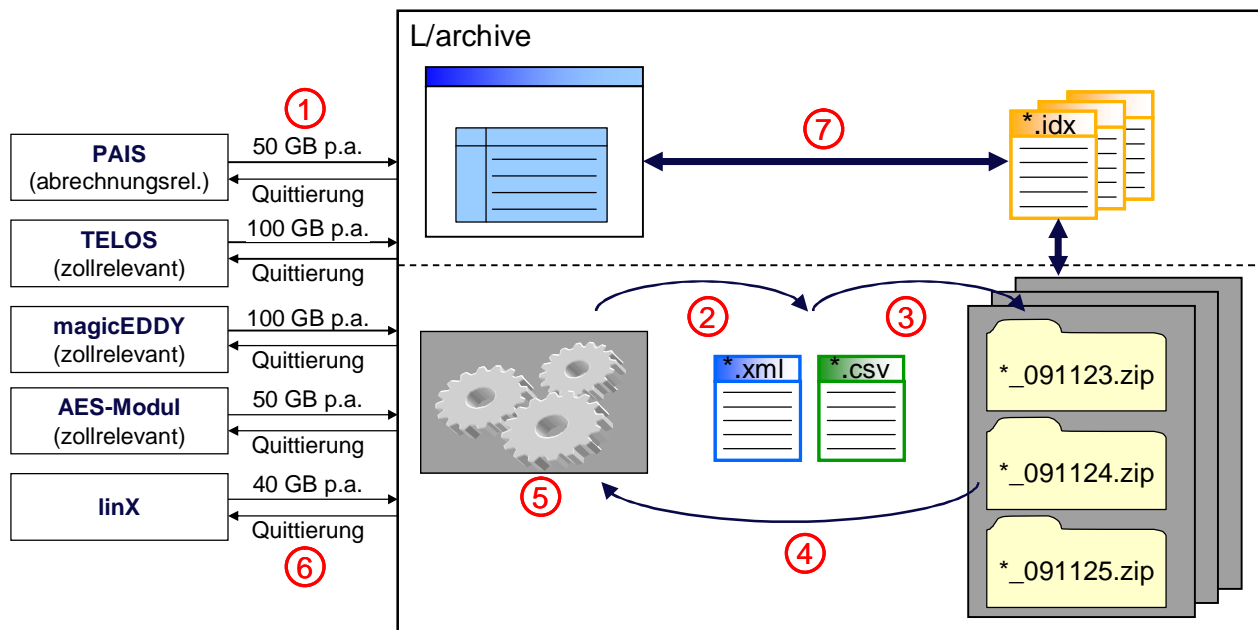 L/archive
1
PAIS
(abrechnungsrel.)
50 GB p.a.
Quittierung
TELOS
(zollrelevant)
100 GB p.a.
Quittierung
magicEDDY
(zollrelevant)
100 GB p.a.
Quittierung
AES-Modul
(zollrelevant)
50 GB p.a.
Quittierung
linX
40 GB p.a.
Quittierung
6
7
*.idx
2
3
*.xml
*.csv
5
4
*_091123.zip
*_091124.zip
*_091125.zip